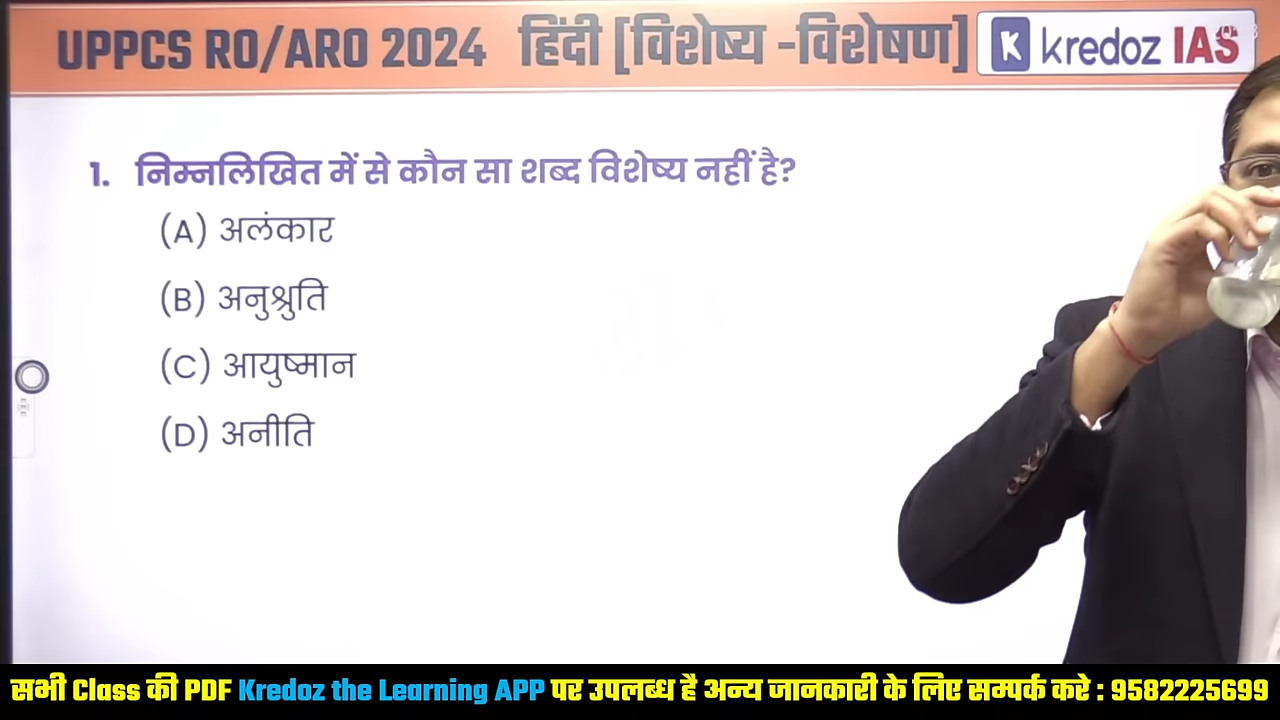 UPPCS RO/ARO 2024 हिंदी [विशेष्य -विशेषण] K kredoz IAS
1. निम्नलिखित में से कौन सा शब्द विशेष्य नहीं है?
(A) अलंकार
(B) अनुश्रुति
(C) आयुष्मान
(D) अनीति
सभी Class की PDF Kredoz the Learning APP पर उपलब्ध है अन्य जानकारी के लिए सम्पर्क करे : 9582225699